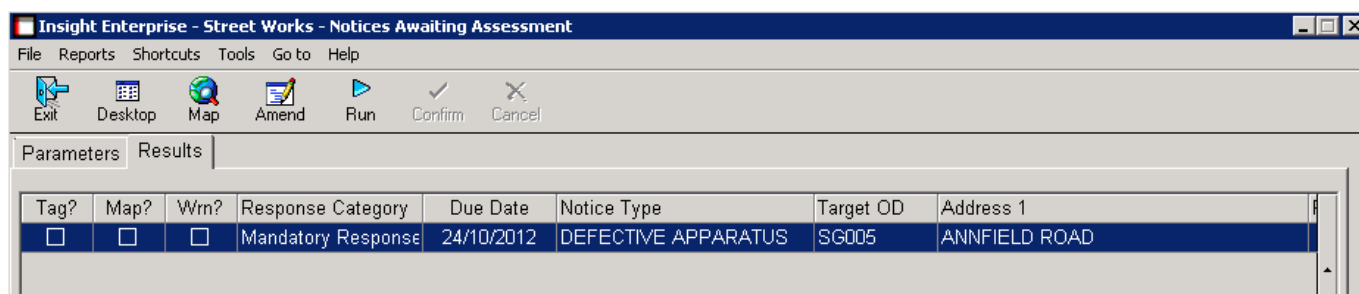 Insight Enterprise - Street Works - Notices Awaiting Assessment
File Reports Shortcuts Tools Go to Help
Exit Desktop Map Amend Run Confirm Cancel
Parameters Results
Tag? Map? Wrn? Response Category Due Date Notice Type Target OD Address 1
Mandatory Response 24/10/2012 DEFECTIVE APPARATUS SG005 ANNFIELD ROAD